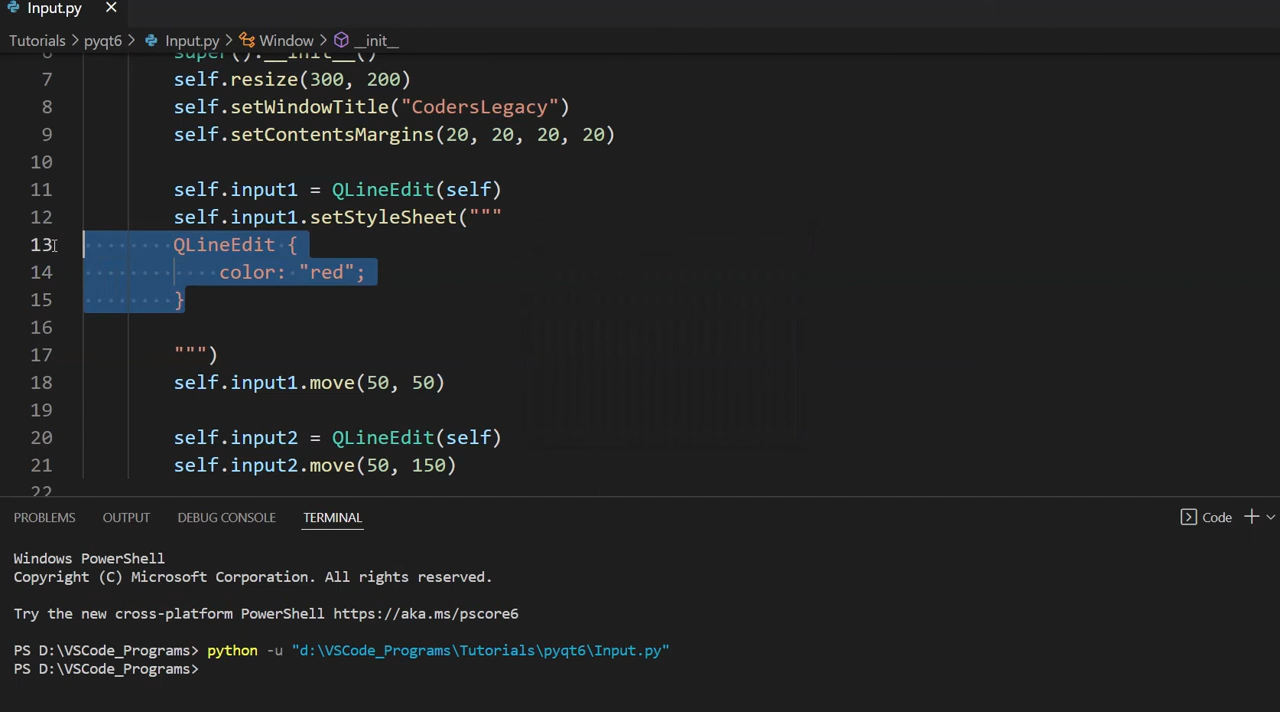 Input.py
Tutorials > pyqt6 > Input.py > Window > __init__
6 super().__init__()
7 self.resize(300, 200)
8 self.setWindowTitle("CodersLegacy")
9 self.setContentsMargins(20, 20, 20, 20)
10
11 self.input1 = QLineEdit(self)
12 self.input1.setStyleSheet("""
13 QLineEdit {
14 color: "red";
15 }
16
17 """)
18 self.input1.move(50, 50)
19
20 self.input2 = QLineEdit(self)
21 self.input2.move(50, 150)
22
PROBLEMS OUTPUT DEBUG CONSOLE TERMINAL Code
Windows PowerShell
Copyright (C) Microsoft Corporation. All rights reserved.
Try the new cross-platform PowerShell https://aka.ms/pscore6
PS D:\VSCode_Programs> python -u "d:\VSCode_Programs\Tutorials\pyqt6\Input.py"
PS D:\VSCode_Programs>